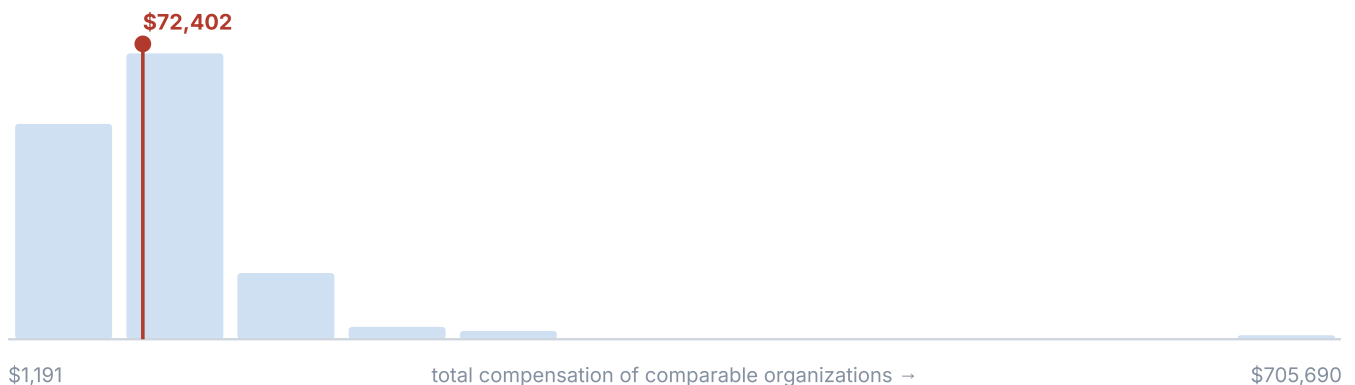 $72,402
$1,191 total compensation of comparable organizations → $705,690